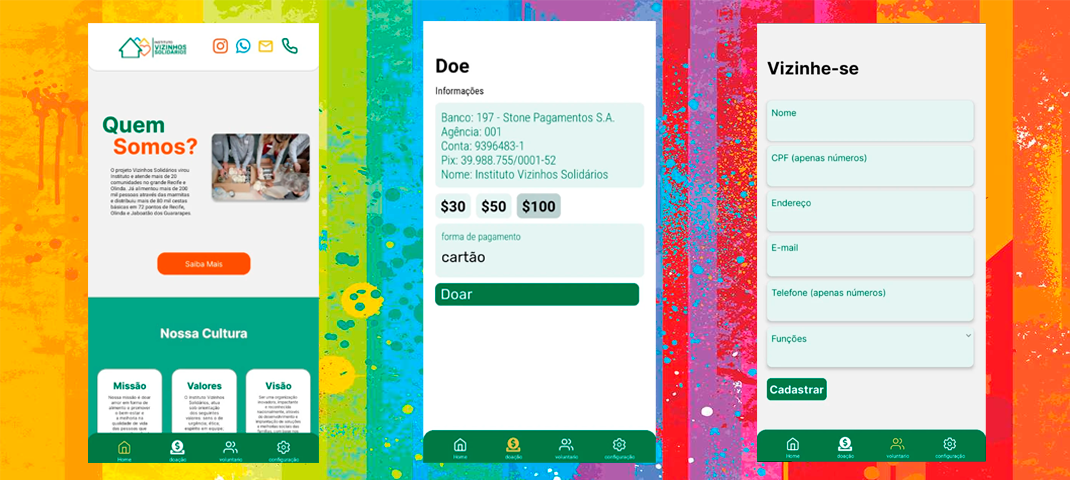 INSTITUTO
VIZINHOS
SOLIDÁRIOS
Quem
Somos?
O projeto Vizinhos Solidários virou
Instituto e atende mais de 20
comunidades no grande Recife e
Olinda. Já alimentou mais de 200
mil pessoas através das marmitas
e distribuiu mais de 80 mil cestas
básicas em 72 pontos de Recife,
Olinda e Jaboatão dos Guararapes
Saiba Mais
Nossa Cultura
Missão
Nossa missão é doar
amor em forma de
alimento e promover
o bem-estar e
a melhoria na
qualidade de vida
das pessoas que
Valores
O Instituto Vizinhos
Solidários, atua
sob orientação
dos seguintes
valores: senso de
urgência, ética,
espírito em equipe,
Visão
Ser uma organização
inovadora, impactante
e reconhecida
nacionalmente, através
do desenvolvimento e
implantação de soluções
e melhorias sociais das
famílias
Home
doação
voluntario
configuração
Doe
Informações
Banco: 197 - Stone Pagamentos S.A.
Agência: 001
Conta: 9396483-1
Pix: 39.988.755/0001-52
Nome: Instituto Vizinhos Solidários
$30 $50 $100
forma de pagamento
cartão
Doar
Home
doação
voluntario
configuração
Vizinhe-se
Nome
CPF (apenas números)
Endereço
E-mail
Telefone (apenas números)
Funções
Cadastrar
Home
doação
voluntario
configuração